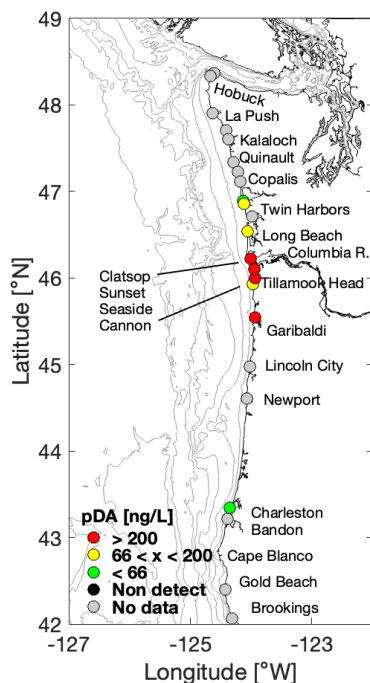 49
48
47
46
45
44
43
42
Latitude [°N]
Hobuck
La Push
Kalaloch
Quinault
Copalis
Twin Harbors
Long Beach
Columbia R.
Clatsop
Sunset
Seaside
Cannon
Tillamook Head
Garibaldi
Lincoln City
Newport
Charleston
Bandon
Cape Blanco
Gold Beach
Brookings
pDA [ng/L]
> 200
66 < x < 200
< 66
Non detect
No data
-127 -125 -123
Longitude [°W]